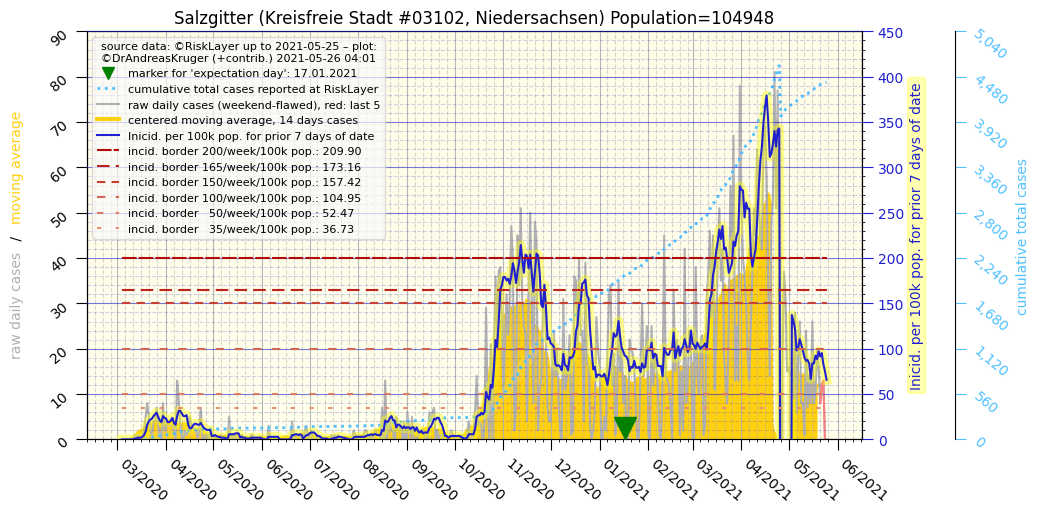 Salzgitter (Kreisfreie Stadt #03102, Niedersachsen) Population=104948
source data: ©RiskLayer up to 2021-05-25 – plot:
©DrAndreasKruger (+contrib.) 2021-05-26 04:01
marker for 'expectation day': 17.01.2021
cumulative total cases reported at RiskLayer
raw daily cases (weekend-flawed), red: last 5
centered moving average, 14 days cases
Inicid. per 100k pop. for prior 7 days of date
incid. border 200/week/100k pop.: 209.90
incid. border 165/week/100k pop.: 173.16
incid. border 150/week/100k pop.: 157.42
incid. border 100/week/100k pop.: 104.95
incid. border   50/week/100k pop.: 52.47
incid. border   35/week/100k pop.: 36.73
raw daily cases / moving average
90
80
70
60
50
40
30
20
10
0
03/2020
04/2020
05/2020
06/2020
07/2020
08/2020
09/2020
10/2020
11/2020
12/2020
01/2021
02/2021
03/2021
04/2021
05/2021
06/2021
450
400
350
300
250
200
150
100
50
0
Inicid. per 100k pop. for prior 7 days of date
5,040
4,480
3,920
3,360
2,800
2,240
1,680
1,120
560
0
cumulative total cases